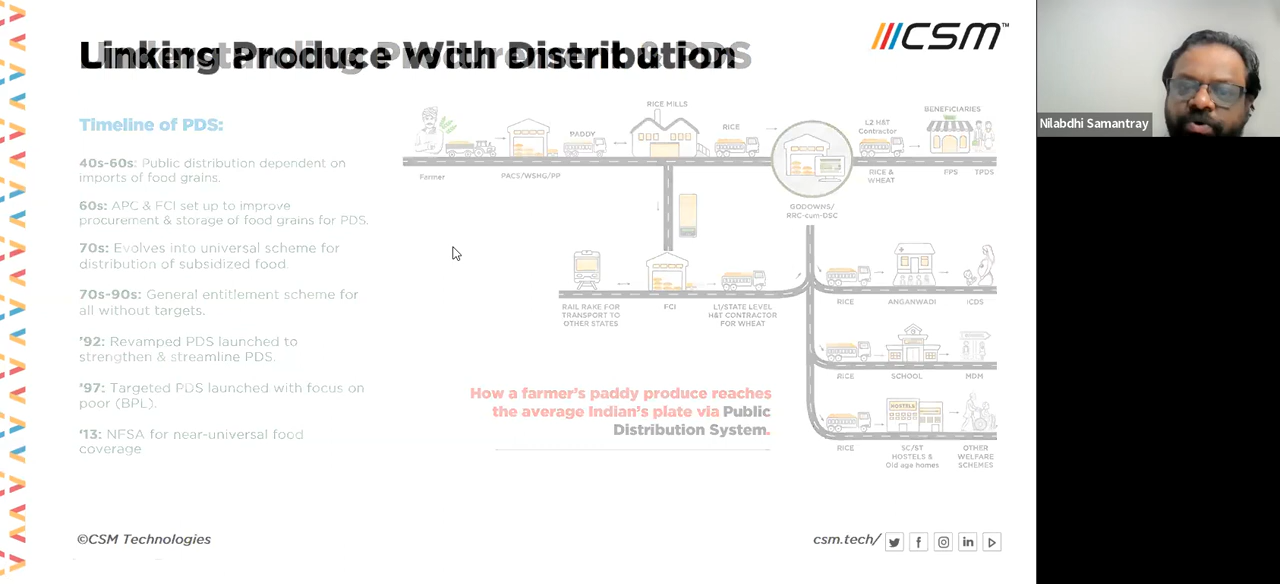 Linking Produce With Distribution
CSM™
Timeline of PDS:
40s-60s: Public distribution dependent on
imports of food grains.
60s: APC & FCI set up to improve
procurement & storage of food grains for PDS.
70s: Evolves into universal scheme for
distribution of subsidized food.
70s-90s: General entitlement scheme for
all without targets.
'92: Revamped PDS launched to
strengthen & streamline PDS.
'97: Targeted PDS launched with focus on
poor (BPL).
'13: NFSA for near-universal food
coverage
Farmer
PACS/WSHG/PP
PADDY
RICE MILLS
RICE
GODOWNS/
RRC-cum-DSC
L2 H&T
Contractor
RICE &
WHEAT
BENEFICIARIES
FPS
TPDS
RAIL RAKE FOR
TRANSPORT TO
OTHER STATES
FCI
L1/STATE LEVEL
H&T CONTRACTOR
FOR WHEAT
RICE
ANGANWADI
ICDS
RICE
SCHOOL
MDM
HOSTELS
RICE
SC/ST
HOSTELS &
Old age homes
OTHER
WELFARE
SCHEMES
How a farmer's paddy produce reaches
the average Indian's plate via Public
Distribution System.
©CSM Technologies
csm.tech/
Nilabdhi Samantray